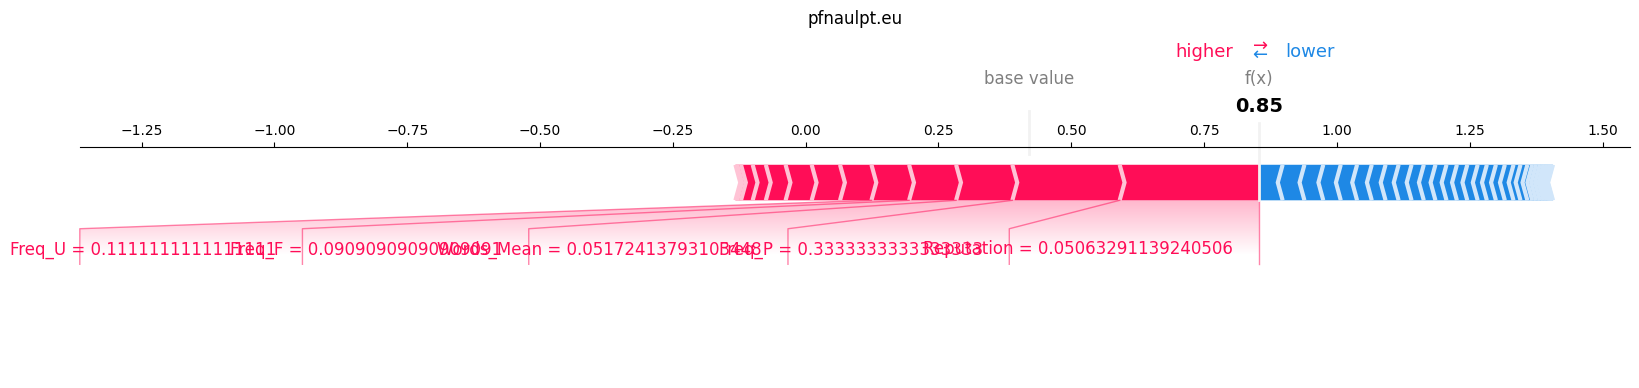 pfnaulpt.eu
higher → ← lower
base value f(x)
0.85
−1.25 −1.00 −0.75 −0.50 −0.25 0.00 0.25 0.50 0.75 1.00 1.25 1.50
Freq_U = 0.1111111111111111 Freq_F = 0.09090909090909091 Words_Mean = 0.05172413793103448 Freq_P = 0.3333333333333333 Reputation = 0.05063291139240506